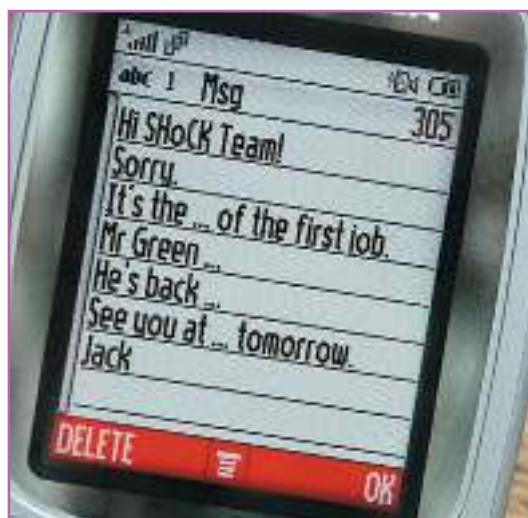 abc 1 Msg
305
Hi SHoCK Team!
Sorry.
It's the ... of the first job.
Mr Green ...
He's back ...
See you at ... tomorrow.
Jack
DELETE
OK